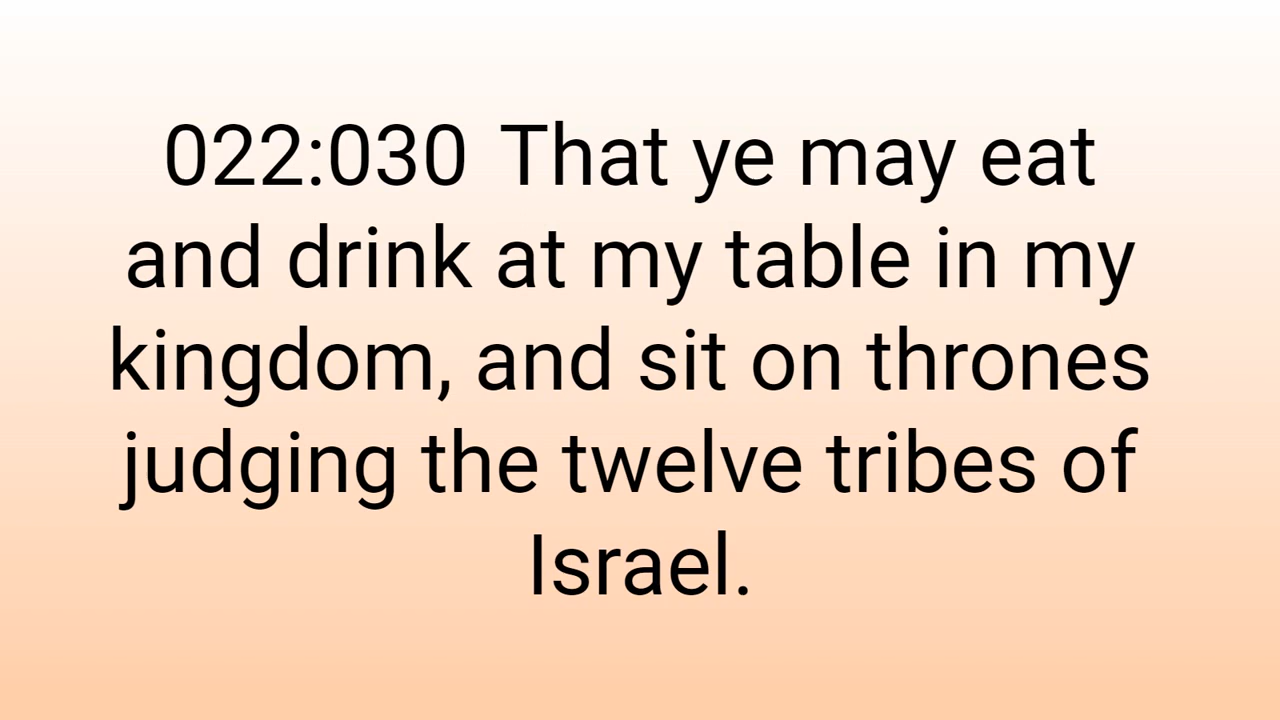 022:030 That ye may eat
and drink at my table in my
kingdom, and sit on thrones
judging the twelve tribes of
Israel.